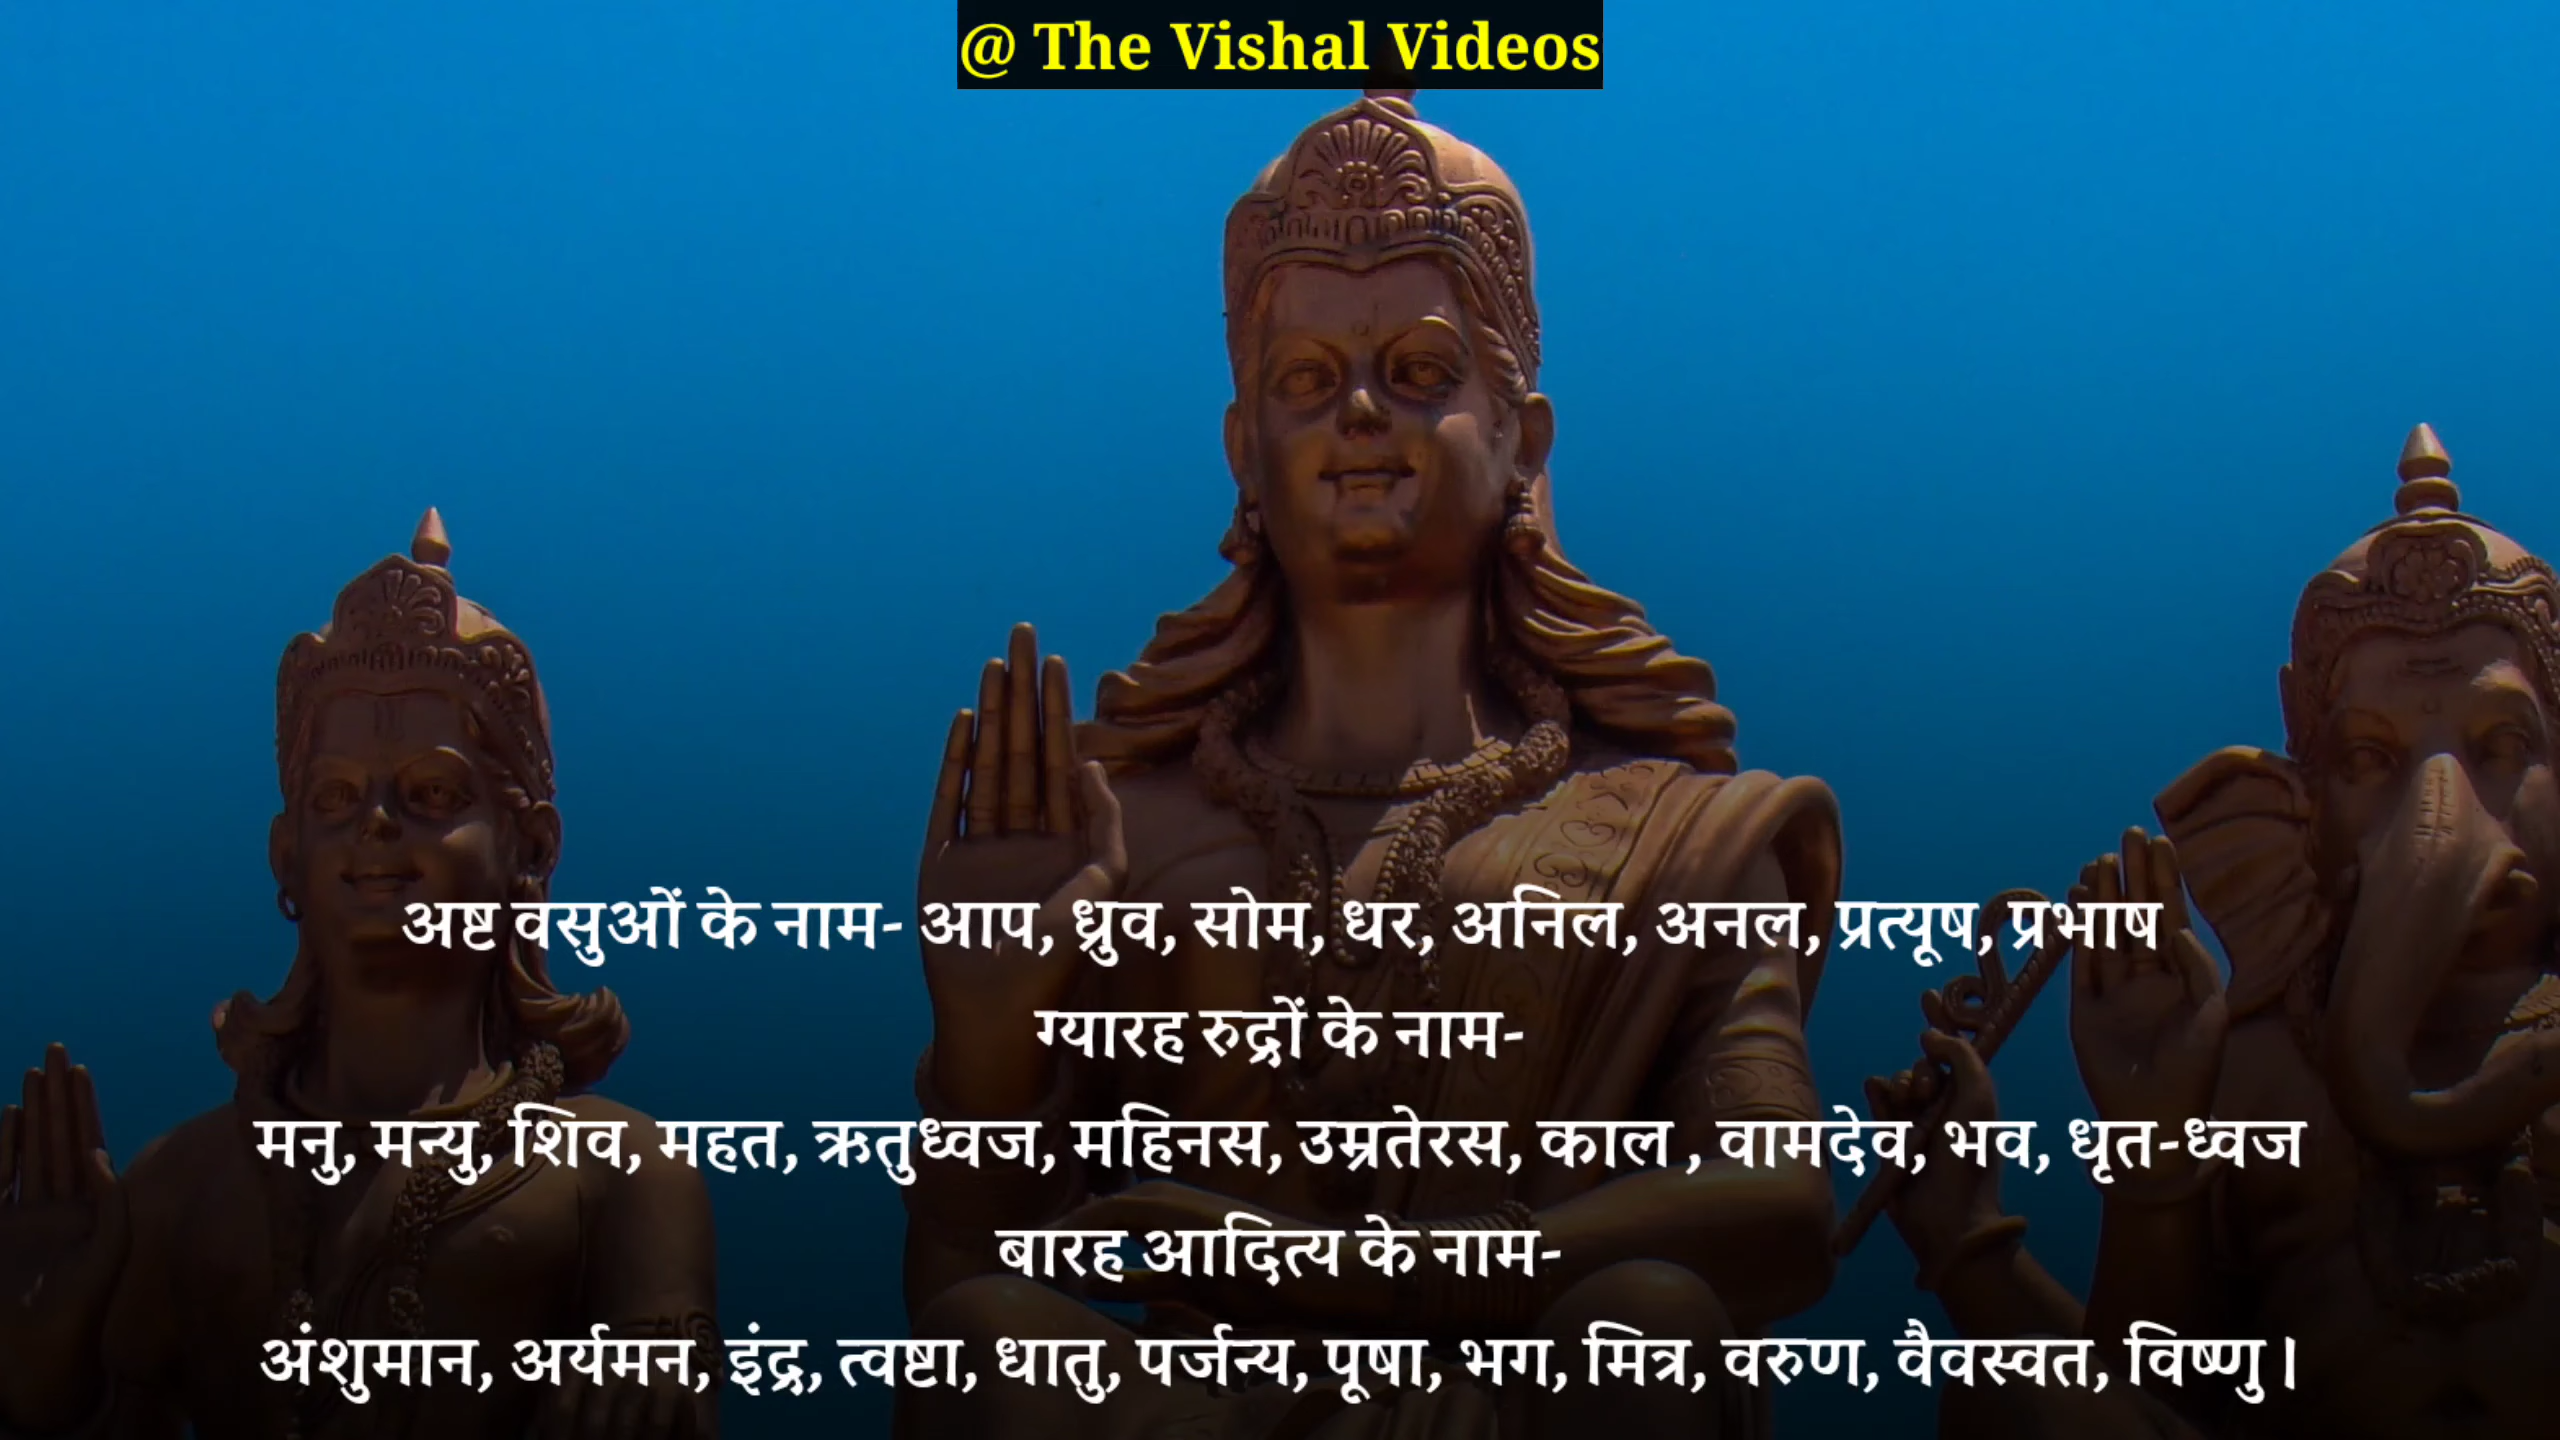 @ The Vishal Videos
अष्ट वसुओं के नाम- आप, ध्रुव, सोम, धर, अनिल, अनल, प्रत्यूष, प्रभाष
ग्यारह रुद्रों के नाम-
मनु, मन्यु, शिव, महत, ऋतुध्वज, महिनस, उम्रतेरस, काल , वामदेव, भव, धृत-ध्वज
बारह आदित्य के नाम-
अंशुमान, अर्यमन, इंद्र, त्वष्टा, धातु, पर्जन्य, पूषा, भग, मित्र, वरुण, वैवस्वत, विष्णु।